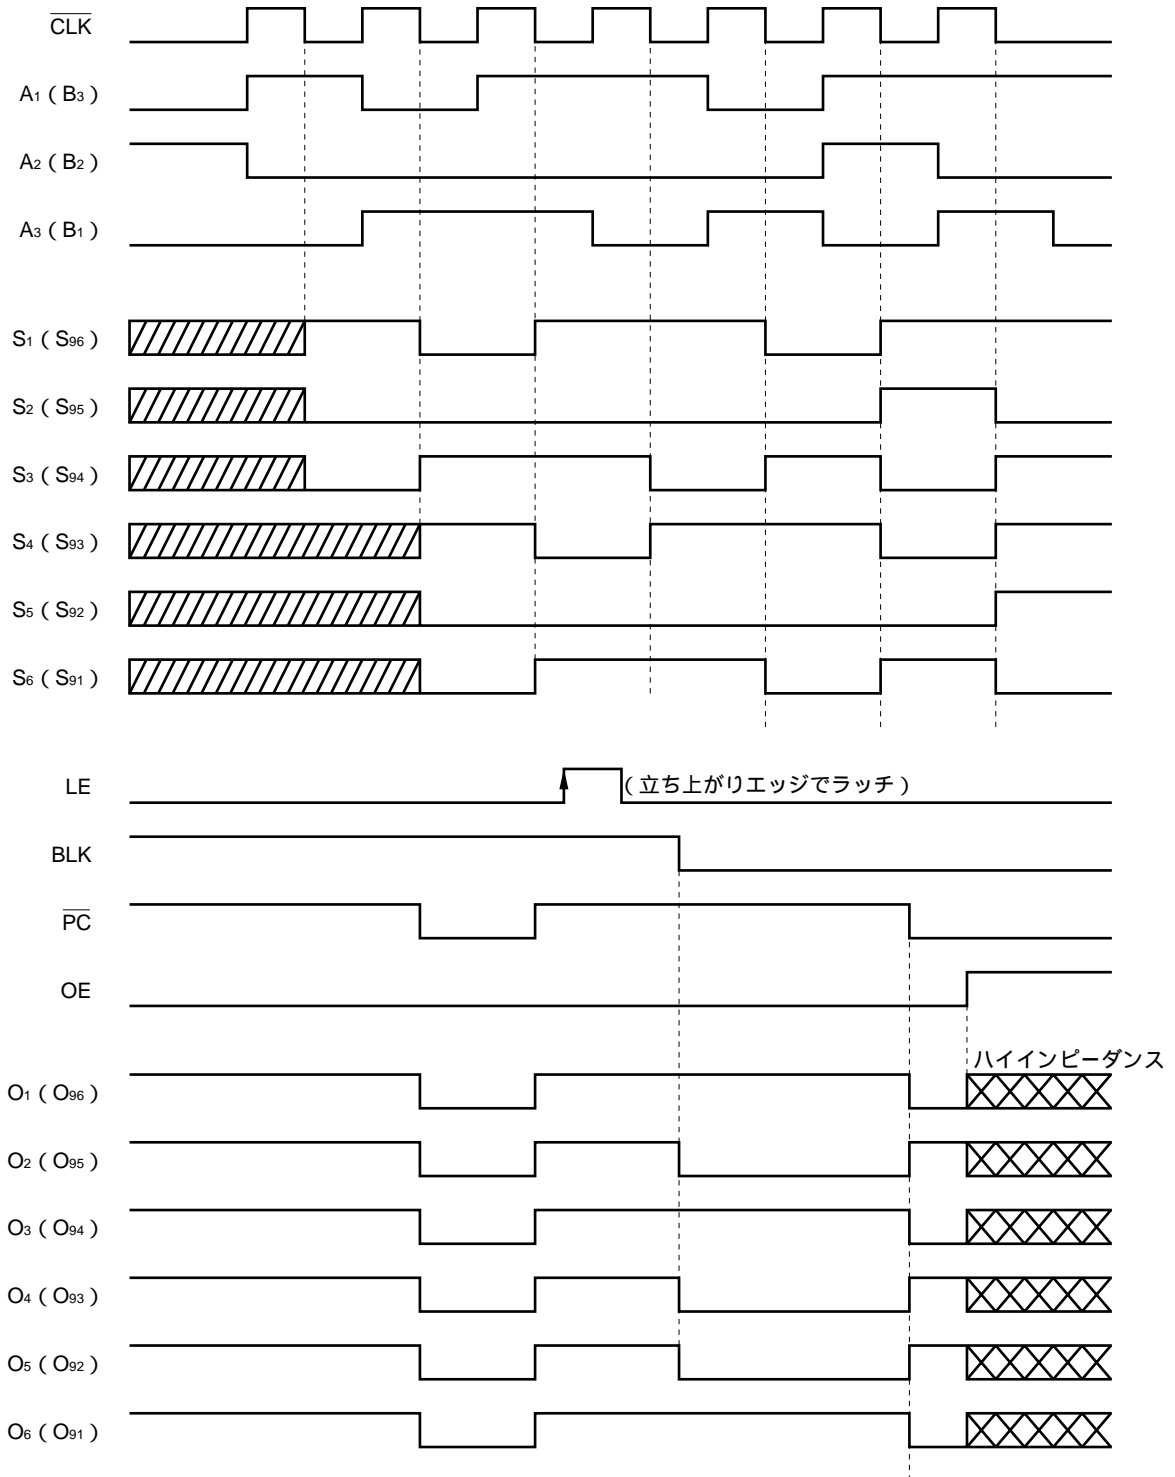 CLK
A1 ( B3 )
A2 ( B2 )
A3 ( B1 )
S1 ( S96 )
S2 ( S95 )
S3 ( S94 )
S4 ( S93 )
S5 ( S92 )
S6 ( S91 )
LE
( 立ち上がりエッジでラッチ )
BLK
PC
OE
ハイインピーダンス
O1 ( O96 )
O2 ( O95 )
O3 ( O94 )
O4 ( O93 )
O5 ( O92 )
O6 ( O91 )